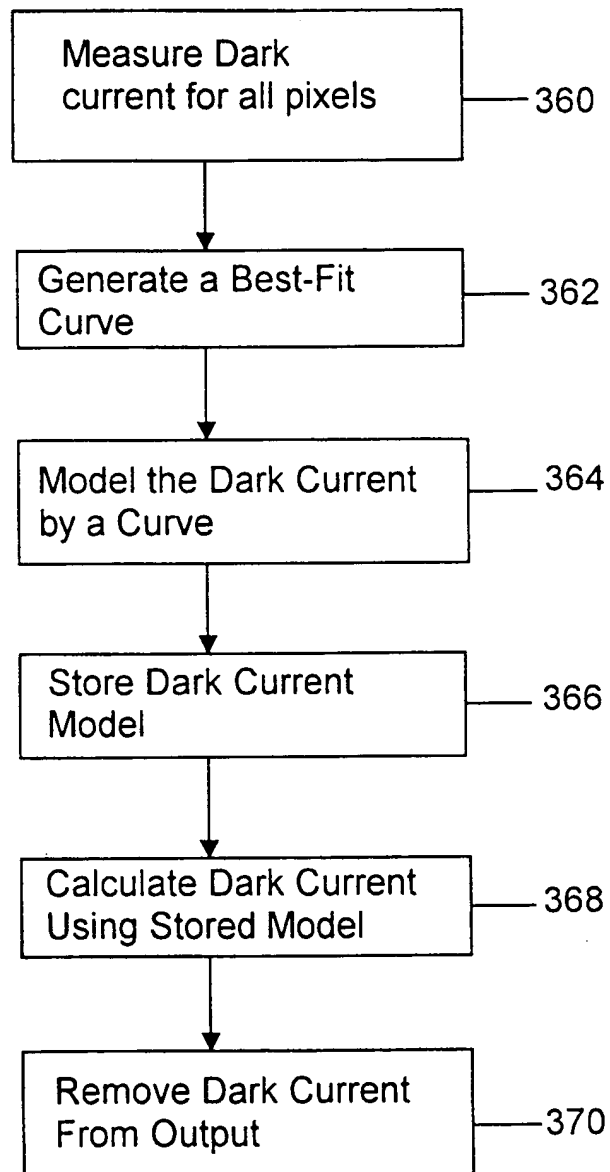 Measure Dark
current for all pixels
360
Generate a Best-Fit
Curve
362
Model the Dark Current
by a Curve
364
Store Dark Current
Model
366
Calculate Dark Current
Using Stored Model
368
Remove Dark Current
From Output
370